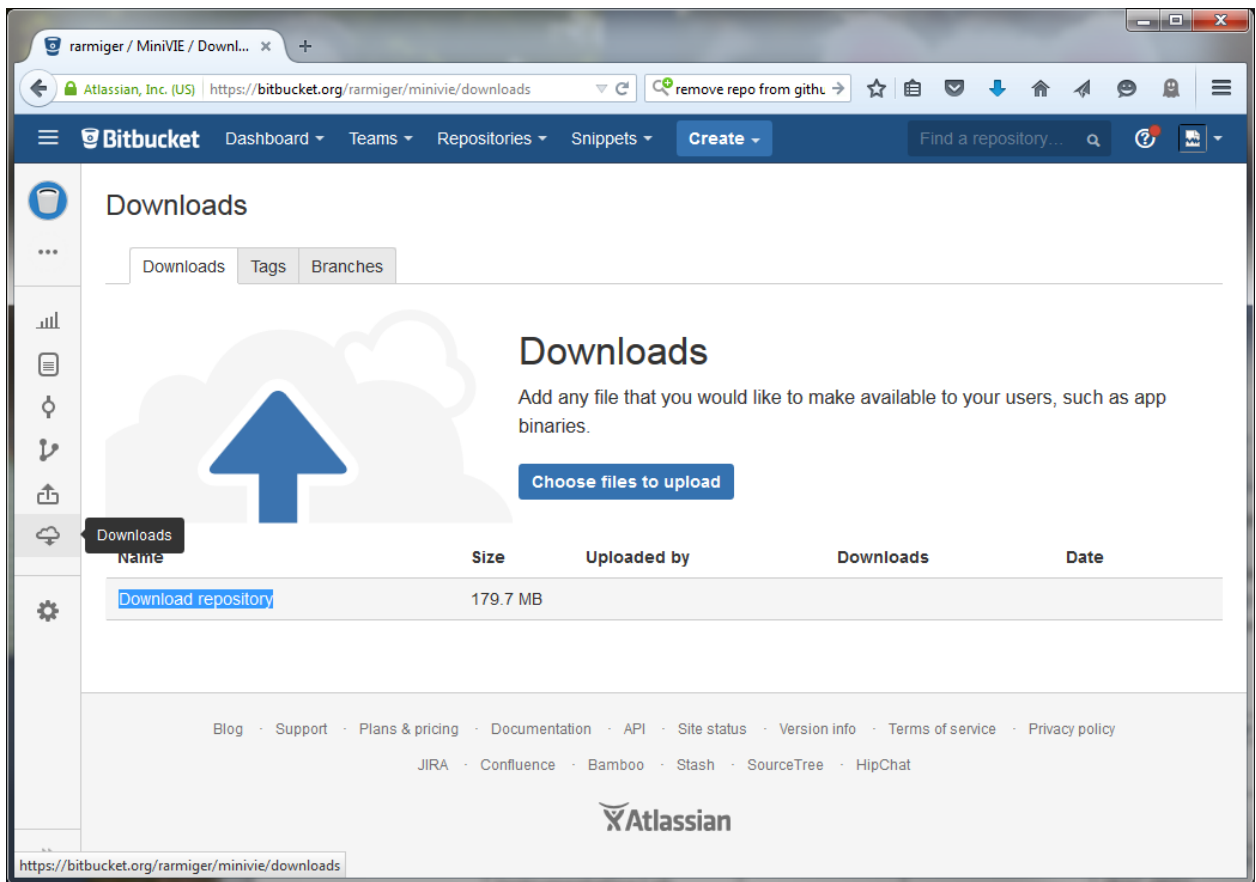 rarmiger / MiniVIE / Downl...
Atlassian, Inc. (US) https://bitbucket.org/rarmiger/minivie/downloads remove repo from githu
Bitbucket Dashboard Teams Repositories Snippets Create Find a repository...
Downloads
Downloads Tags Branches
Downloads
Add any file that you would like to make available to your users, such as app
binaries.
Choose files to upload
Downloads
Name Size Uploaded by Downloads Date
Download repository 179.7 MB
Blog · Support · Plans & pricing · Documentation · API · Site status · Version info · Terms of service · Privacy policy
JIRA · Confluence · Bamboo · Stash · SourceTree · HipChat
Atlassian
https://bitbucket.org/rarmiger/minivie/downloads